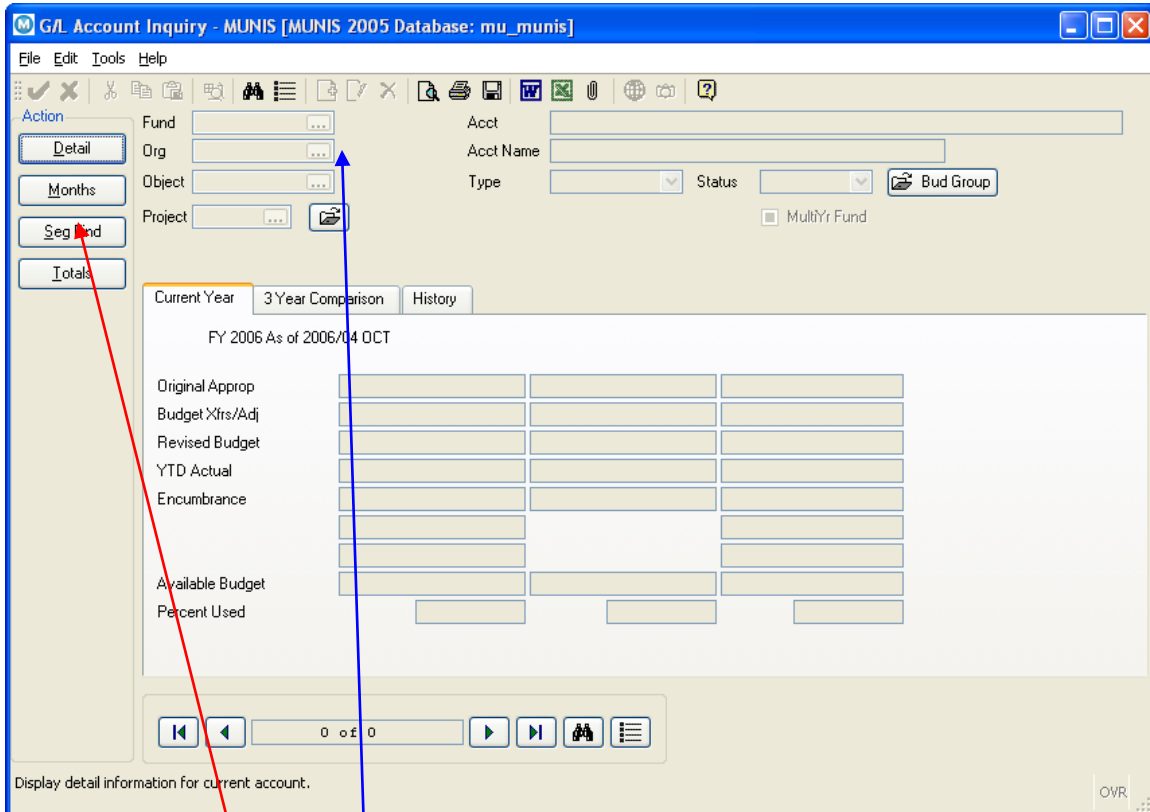 G/L Account Inquiry - MUNIS [MUNIS 2005 Database: mu_munis]
File Edit Tools Help
Action
Detail
Months
Seg Find
Totals
Fund ...
Org ...
Object ...
Project ...
Acct
Acct Name
Type Status Bud Group
MultiYr Fund
Current Year 3 Year Comparison History
FY 2006 As of 2006/04 OCT
Original Approp
Budget Xfrs/Adj
Revised Budget
YTD Actual
Encumbrance
Available Budget
Percent Used
0 of 0
Display detail information for current account.
OVR